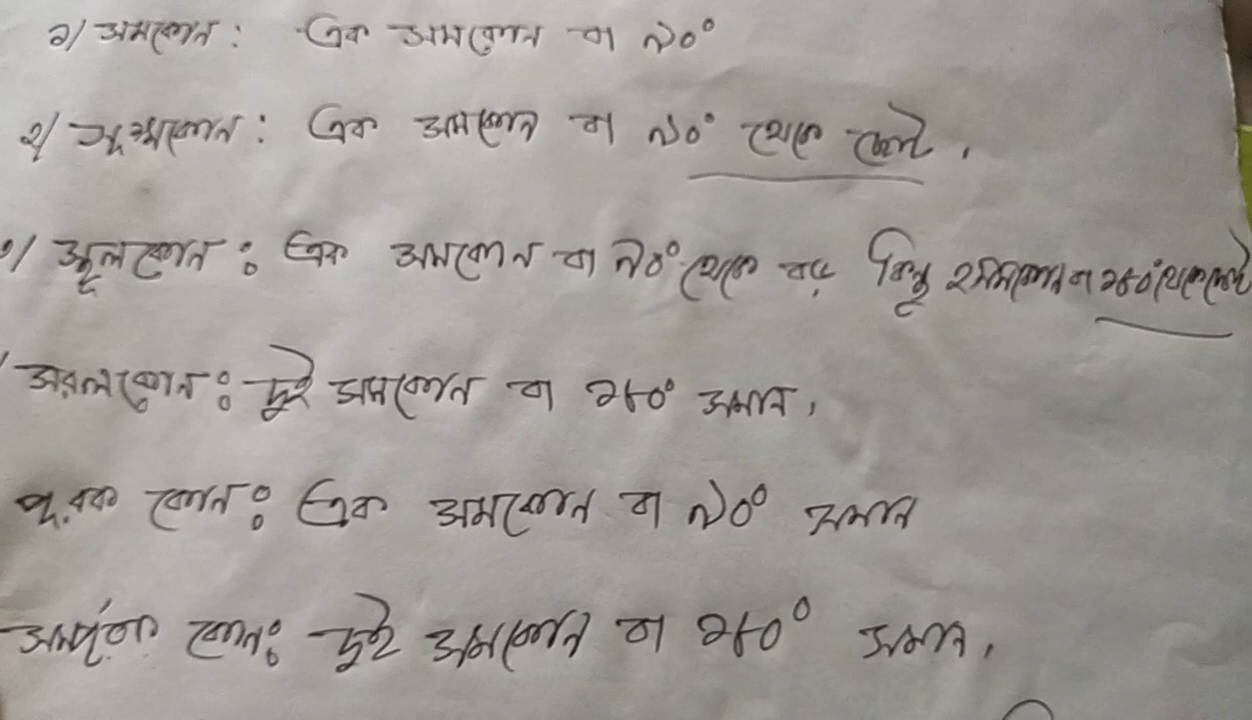 ১/ সমকোন: এক সমকোন বা ৯০°
২/ সূক্ষ্মকোন: এক সমকোন বা ৯০° থেকে ছোট।
৩/ স্থূলকোন: এক সমকোন বা ৯০° থেকে বড় কিন্তু ২সমকোন বা ১৮০° থেকে ছোট
সরলকোন: দুই সমকোন বা ১৮০° সমান।
পূরক কোন: এক সমকোন বা ৯০° সমান
সম্পূরক কোন: দুই সমকোন বা ১৮০° সমান।